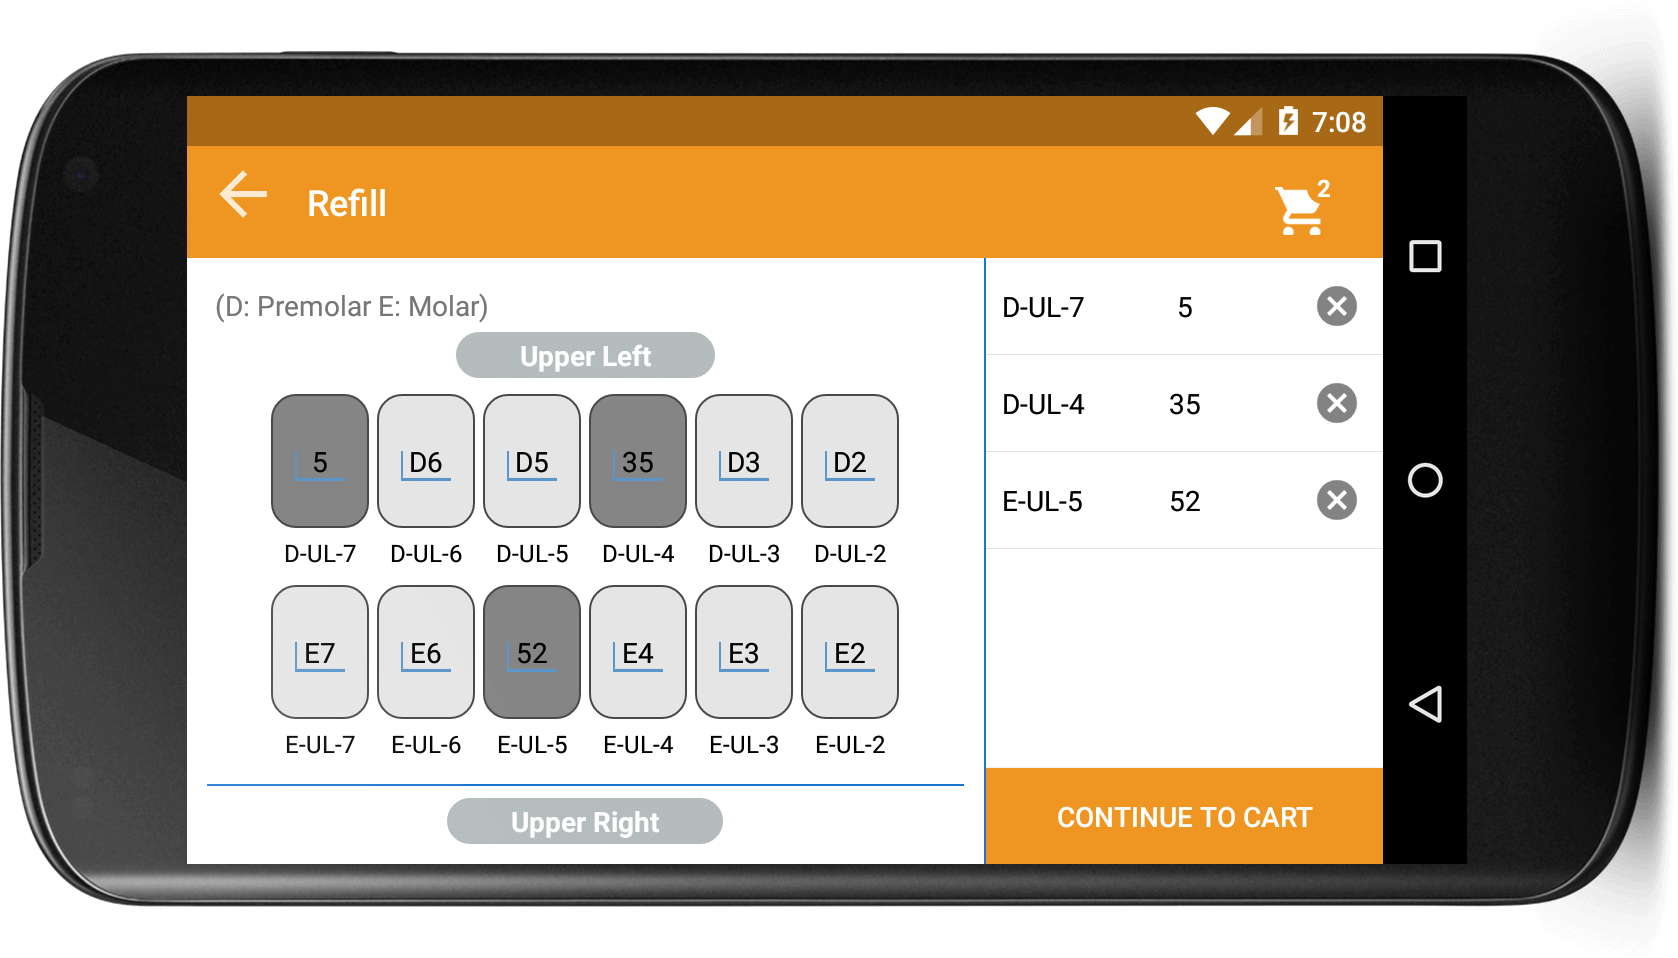 7:08
Refill
2
(D: Premolar E: Molar)
Upper Left
5 D6 D5 35 D3 D2
D-UL-7 D-UL-6 D-UL-5 D-UL-4 D-UL-3 D-UL-2
E7 E6 52 E4 E3 E2
E-UL-7 E-UL-6 E-UL-5 E-UL-4 E-UL-3 E-UL-2
Upper Right
D-UL-7 5
D-UL-4 35
E-UL-5 52
CONTINUE TO CART